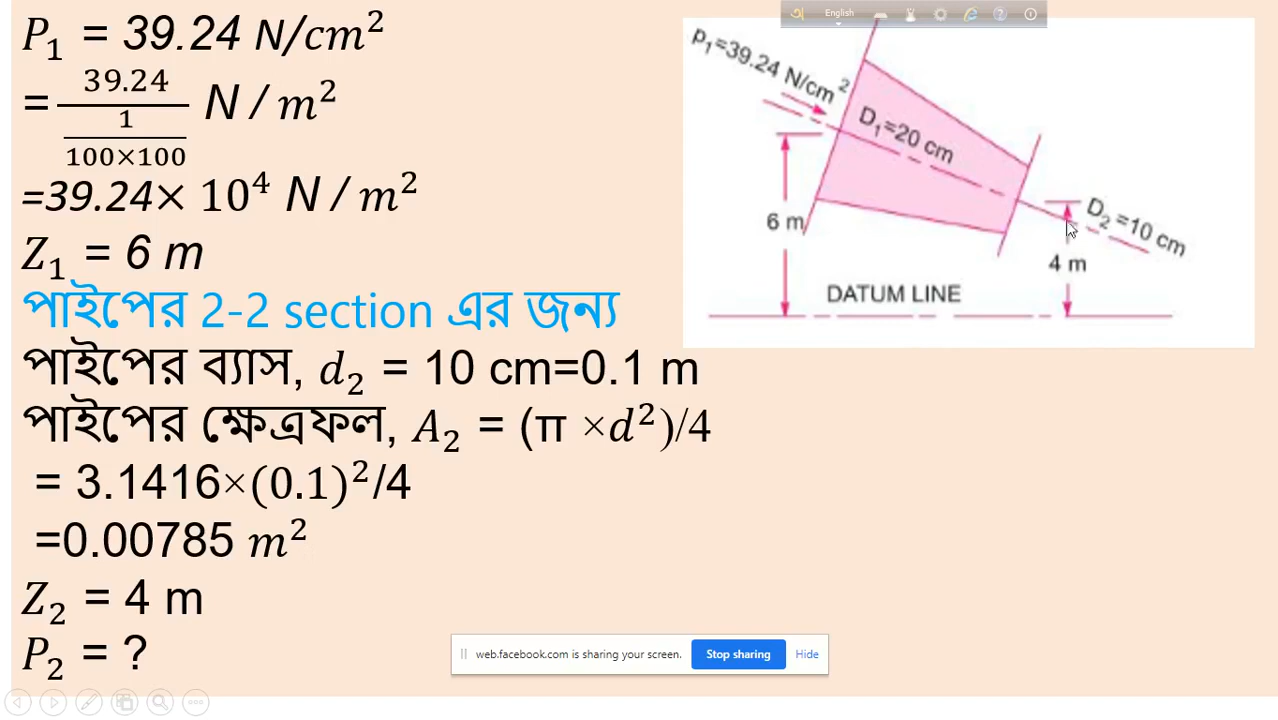 English
P₁ = 39.24 N/cm²
= 39.24 / (1 / 100×100) N / m²
=39.24× 10⁴ N / m²
Z₁ = 6 m
পাইপের 2-2 section এর জন্য
পাইপের ব্যাস, d₂ = 10 cm=0.1 m
পাইপের ক্ষেত্রফল, A₂ = (π ×d²)/4
= 3.1416×(0.1)²/4
=0.00785 m²
Z₂ = 4 m
P₂ = ?
p₁=39.24 N/cm²
D₁=20 cm
D₂ =10 cm
6 m
4 m
DATUM LINE
web.facebook.com is sharing your screen.
Stop sharing
Hide